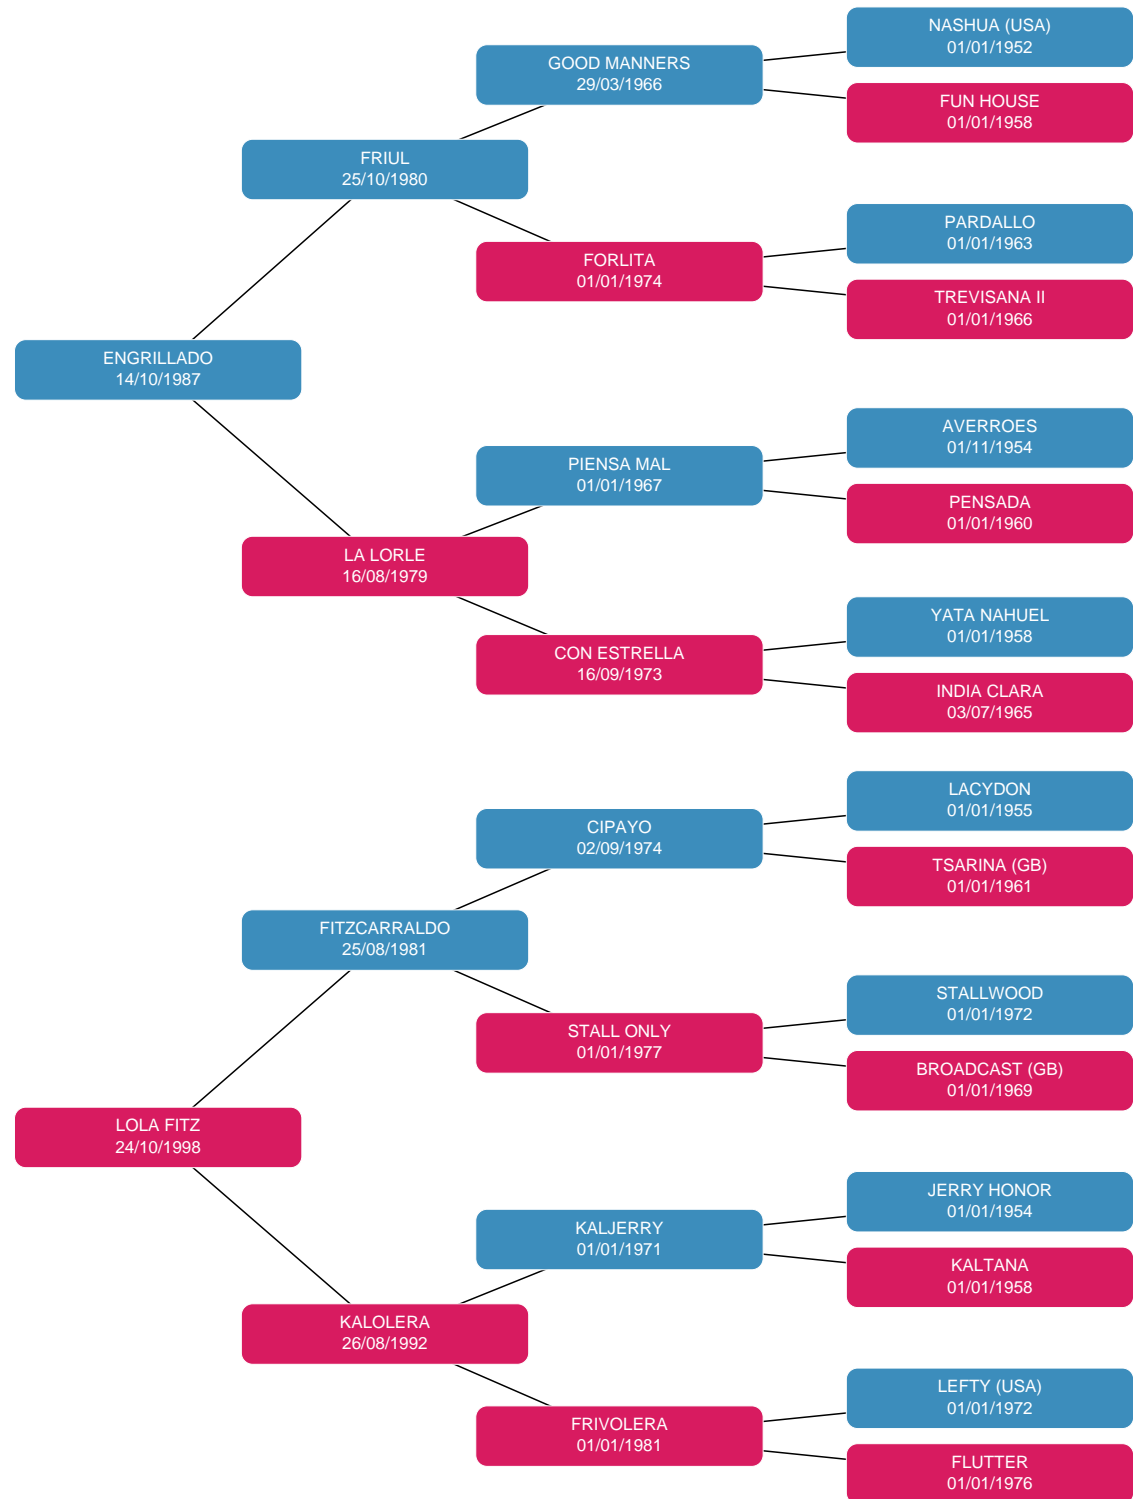 NASHUA (USA)
01/01/1952
GOOD MANNERS
29/03/1966
FUN HOUSE
01/01/1958
FRIUL
25/10/1980
PARDALLO
01/01/1963
FORLITA
01/01/1974
TREVISANA II
01/01/1966
ENGRILLADO
14/10/1987
AVERROES
01/11/1954
PIENSA MAL
01/01/1967
PENSADA
01/01/1960
LA LORLE
16/08/1979
YATA NAHUEL
01/01/1958
CON ESTRELLA
16/09/1973
INDIA CLARA
03/07/1965
LACYDON
01/01/1955
CIPAYO
02/09/1974
TSARINA (GB)
01/01/1961
FITZCARRALDO
25/08/1981
STALLWOOD
01/01/1972
STALL ONLY
01/01/1977
BROADCAST (GB)
01/01/1969
LOLA FITZ
24/10/1998
JERRY HONOR
01/01/1954
KALJERRY
01/01/1971
KALTANA
01/01/1958
KALOLERA
26/08/1992
LEFTY (USA)
01/01/1972
FRIVOLERA
01/01/1981
FLUTTER
01/01/1976